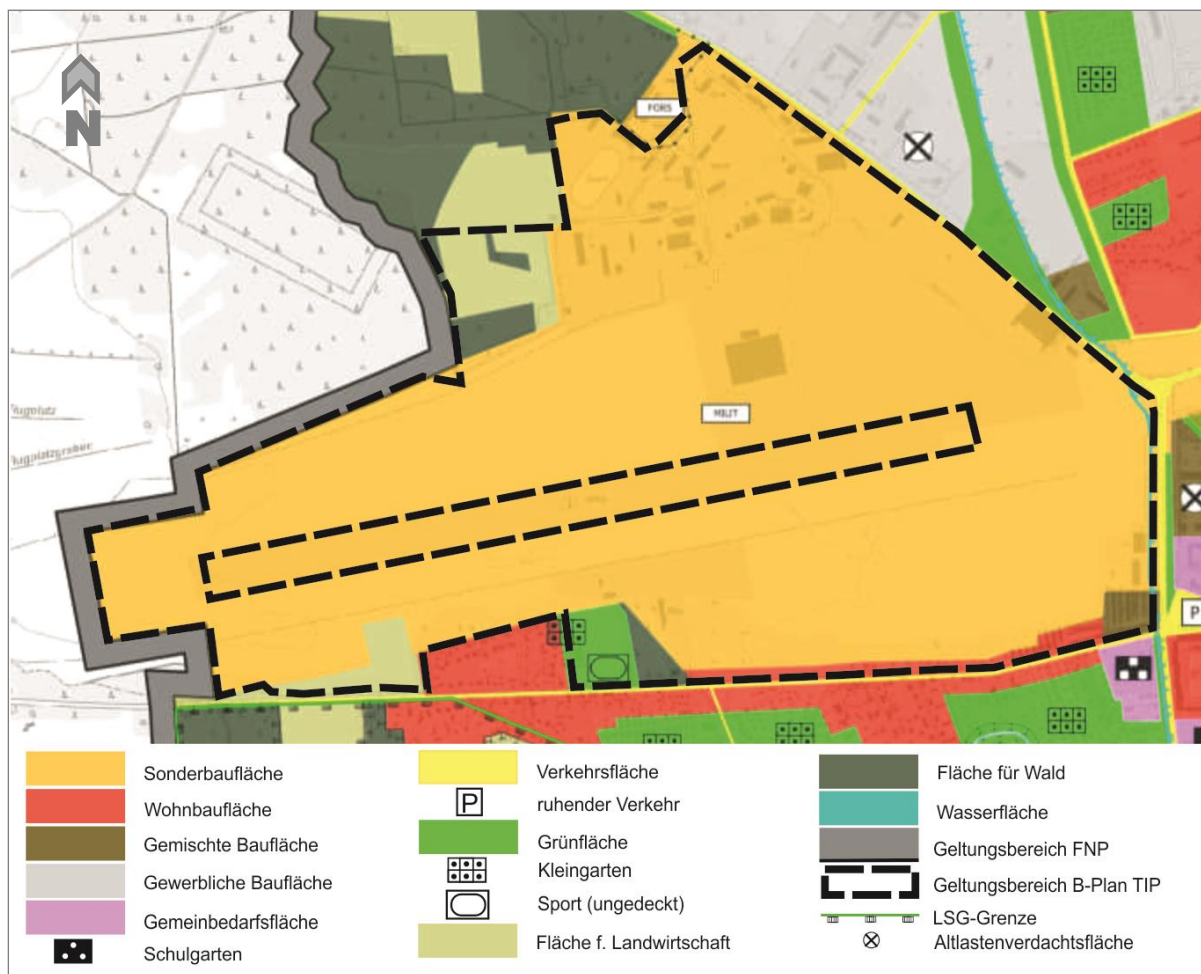 N
FORS
MILIT
P
Sonderbaufläche
Wohnbaufläche
Gemischte Baufläche
Gewerbliche Baufläche
Gemeinbedarfsfläche
Schulgarten
Verkehrsfläche
P
ruhender Verkehr
Grünfläche
Kleingarten
Sport (ungedeckt)
Fläche f. Landwirtschaft
Fläche für Wald
Wasserfläche
Geltungsbereich FNP
Geltungsbereich B-Plan TIP
LSG-Grenze
Altlastenverdachtsfläche